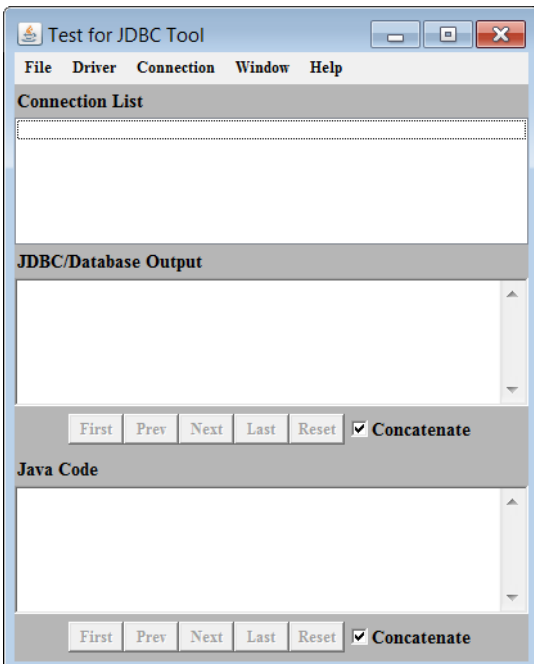 Test for JDBC Tool
File Driver Connection Window Help
Connection List
JDBC/Database Output
First Prev Next Last Reset Concatenate
Java Code
First Prev Next Last Reset Concatenate